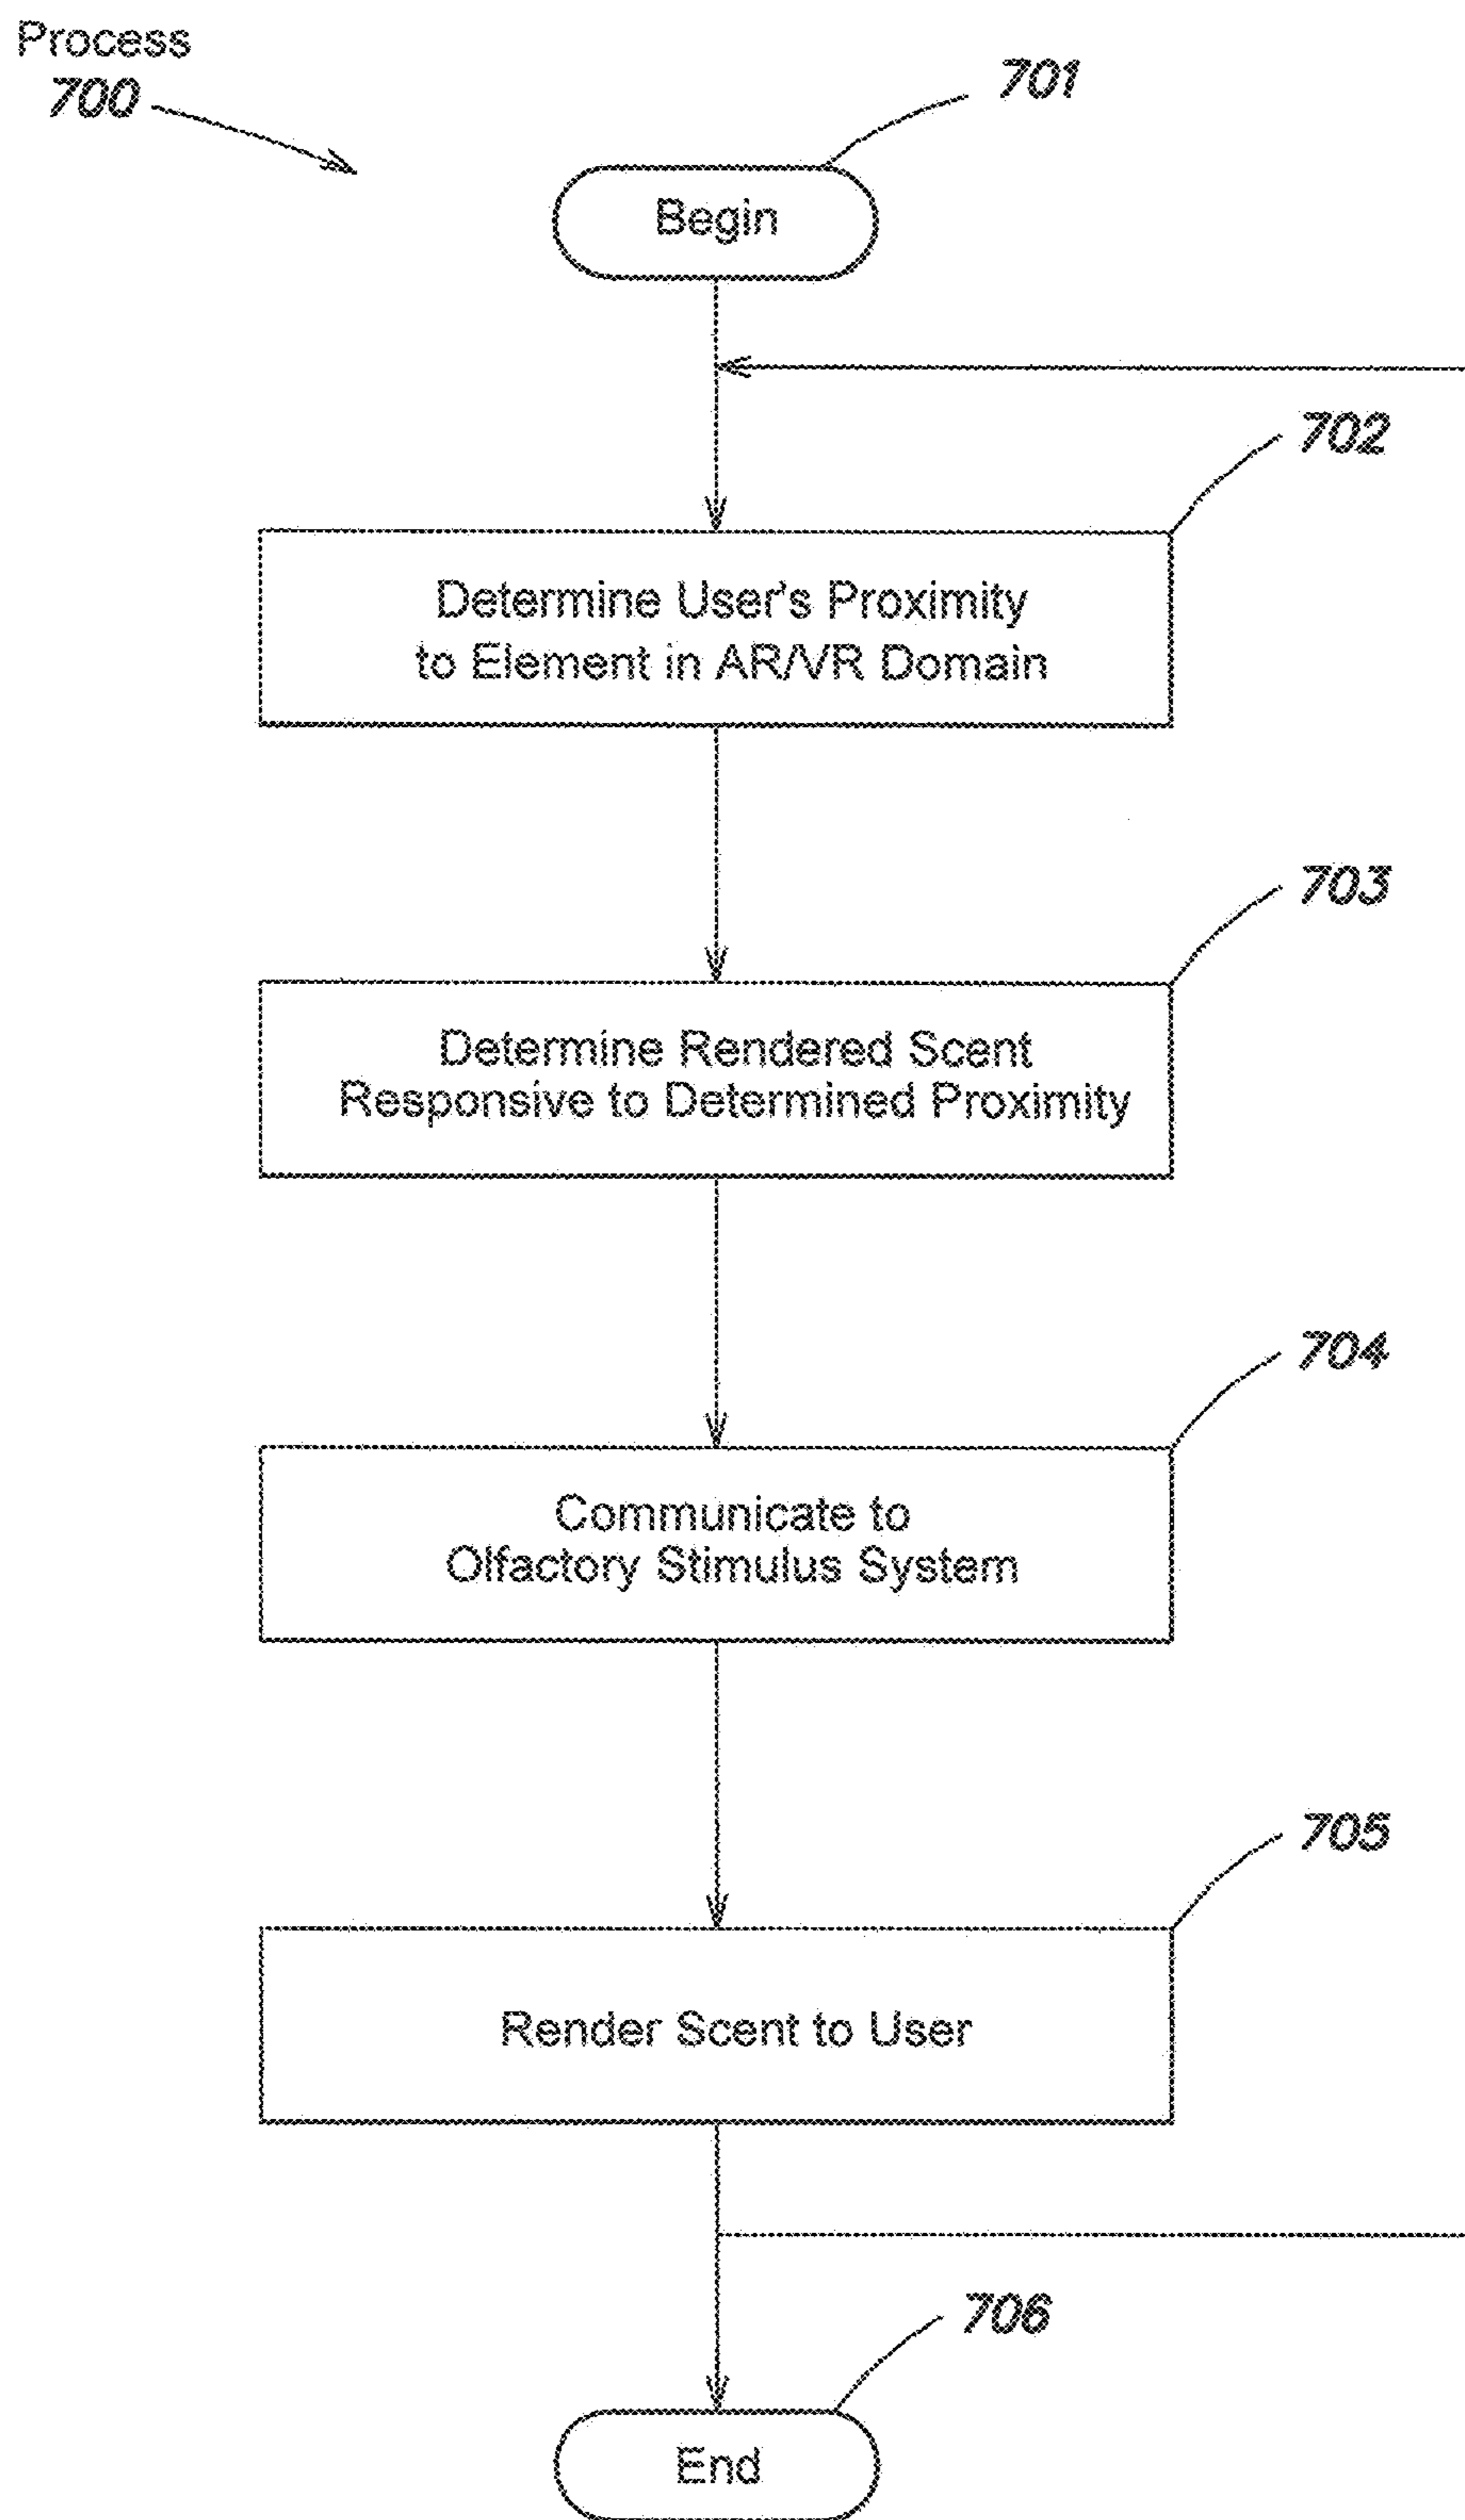 Process
700
701
Begin
702
Determine User's Proximity
to Element in AR/VR Domain
703
Determine Rendered Scent
Responsive to Determined Proximity
704
Communicate to
Olfactory Stimulus System
705
Render Scent to User
706
End